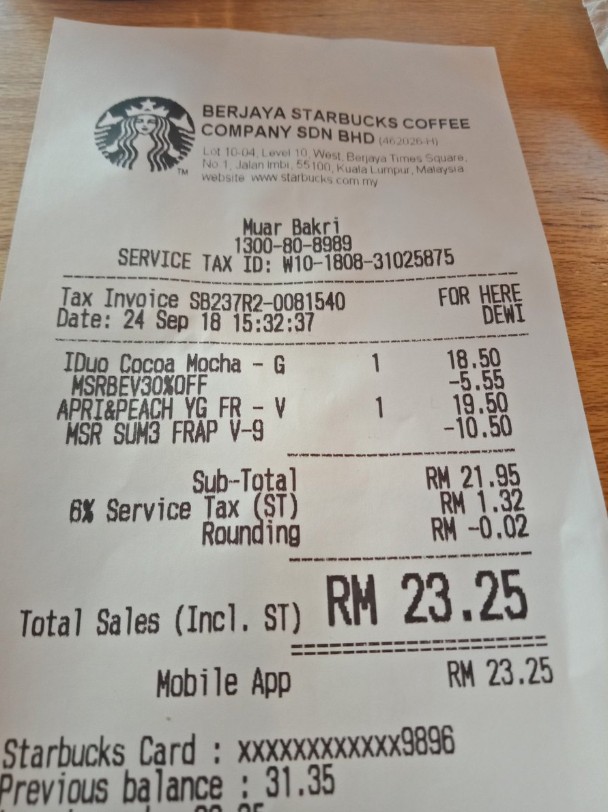 BERJAYA STARBUCKS COFFEE
COMPANY SDN BHD (462026-H)
Lot 10-04, Level 10, West, Berjaya Times Square,
No 1, Jalan Imbi, 55100, Kuala Lumpur, Malaysia
website www.starbucks.com.my
TM
Muar Bakri
1300-80-8989
SERVICE TAX ID: W10-1808-31025875
Tax Invoice SB237R2-0081540 FOR HERE
Date: 24 Sep 18 15:32:37 DEWI
IDuo Cocoa Mocha - G 1 18.50
MSRBEV30%OFF -5.55
APRI&PEACH YG FR - V 1 19.50
MSR SUM3 FRAP V-9 -10.50
Sub-Total RM 21.95
6% Service Tax (ST) RM 1.32
Rounding RM -0.02
Total Sales (Incl. ST) RM 23.25
Mobile App RM 23.25
Starbucks Card : xxxxxxxxxxxx9896
Previous balance : 31.35